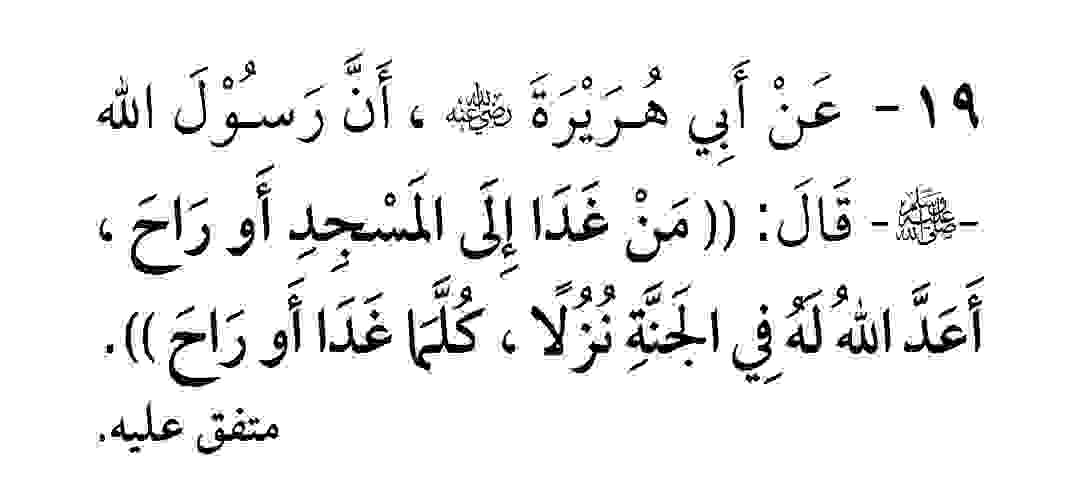 ١٩- عَنْ أَبِي هُرَيْرَةَ رضي الله عنه ، أَنَّ رَسُوْلَ الله
-ﷺ- قَالَ: ((مَنْ غَدَا إِلَى المَسْجِدِ أَو رَاحَ ،
أَعَدَّ اللهُ لَهُ فِي الجَنَّةِ نُزُلًا ، كُلَّمَا غَدَا أَو رَاحَ)).
متفق عليه.